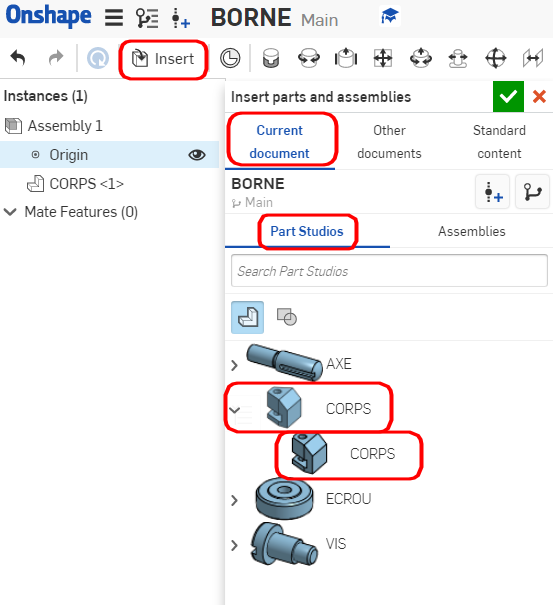 Onshape BORNE Main
Insert
Instances (1)
Assembly 1
Origin
CORPS <1>
Mate Features (0)
Insert parts and assemblies
Current document
Other documents
Standard content
BORNE
Main
Part Studios
Assemblies
Search Part Studios
AXE
CORPS
CORPS
ECROU
VIS